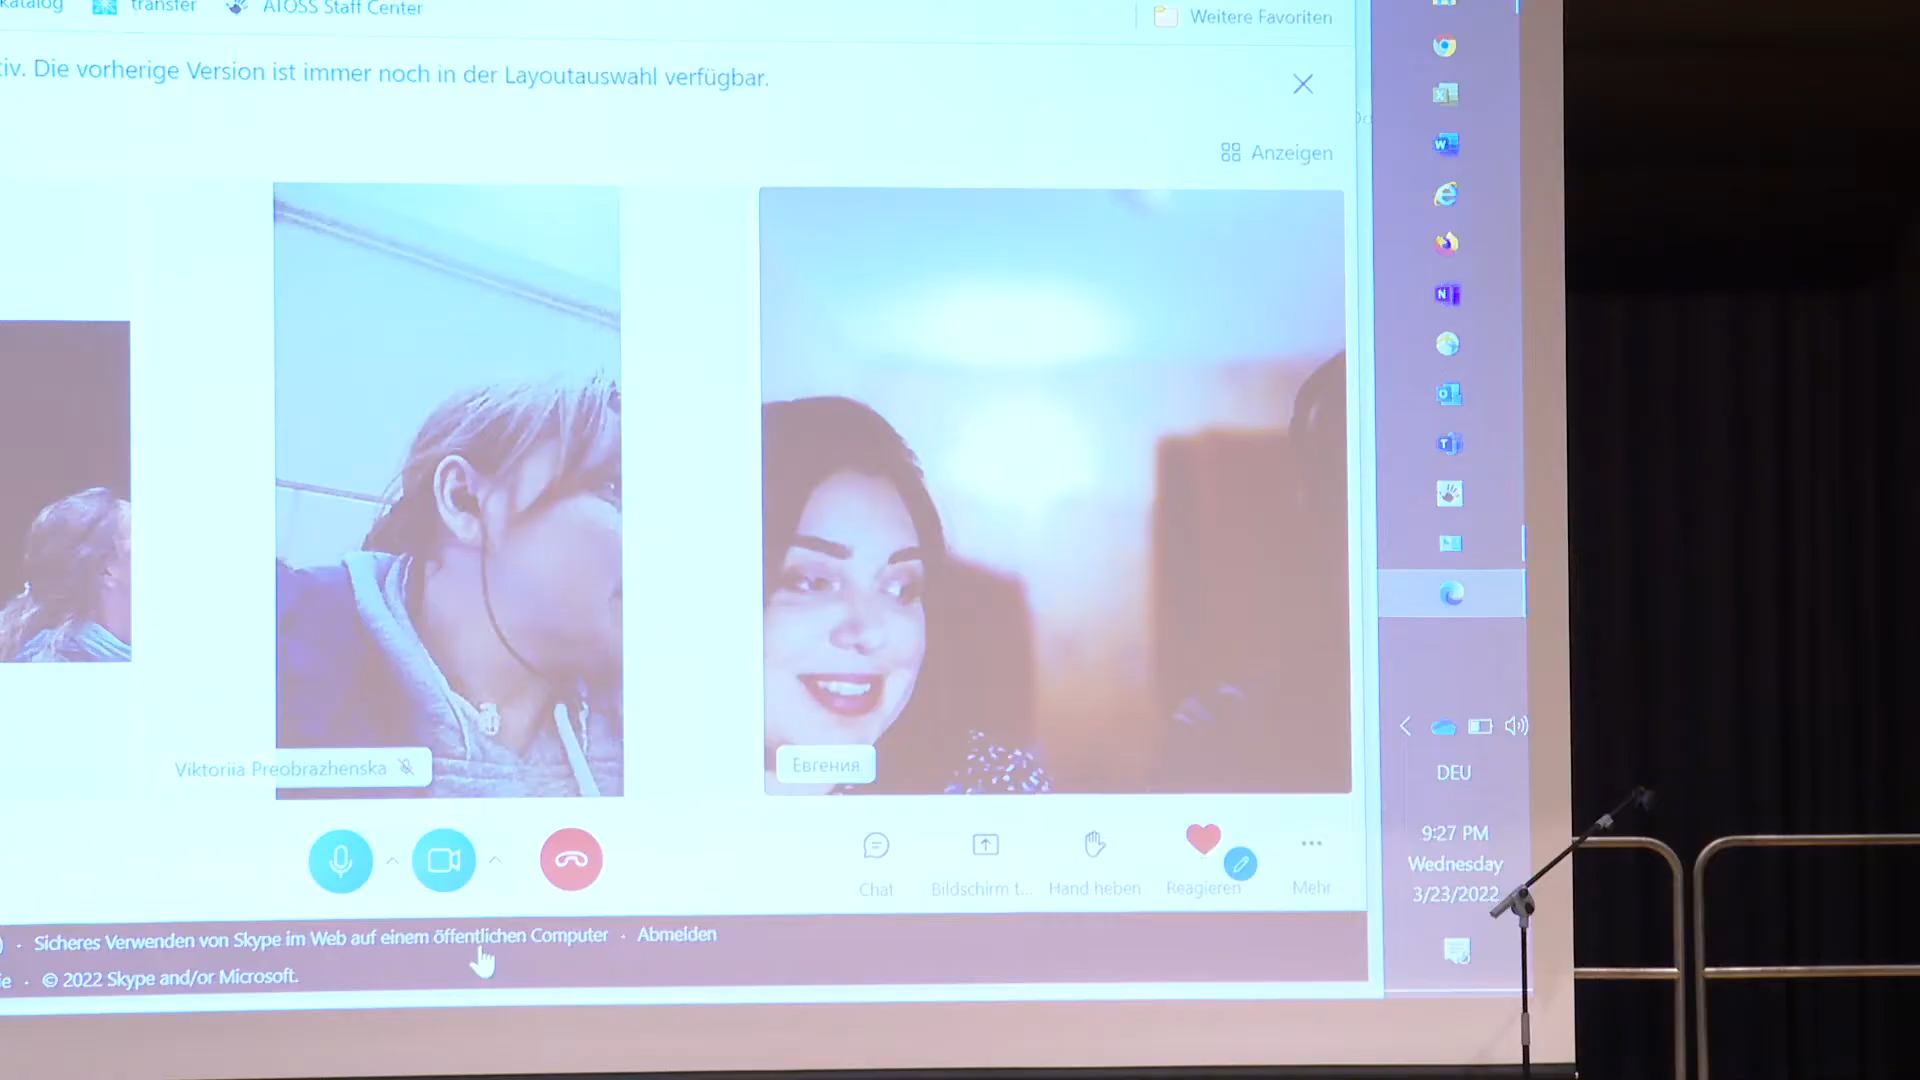 transfer
ATOSS Staff Center
Weitere Favoriten
Die vorherige Version ist immer noch in der Layoutauswahl verfügbar.
Anzeigen
Viktoriia Preobrazhenska
Евгения
Chat
Bildschirm t...
Hand heben
Reagieren
Mehr
DEU
9:27 PM
Wednesday
3/23/2022
Sicheres Verwenden von Skype im Web auf einem öffentlichen Computer · Abmelden
© 2022 Skype and/or Microsoft.